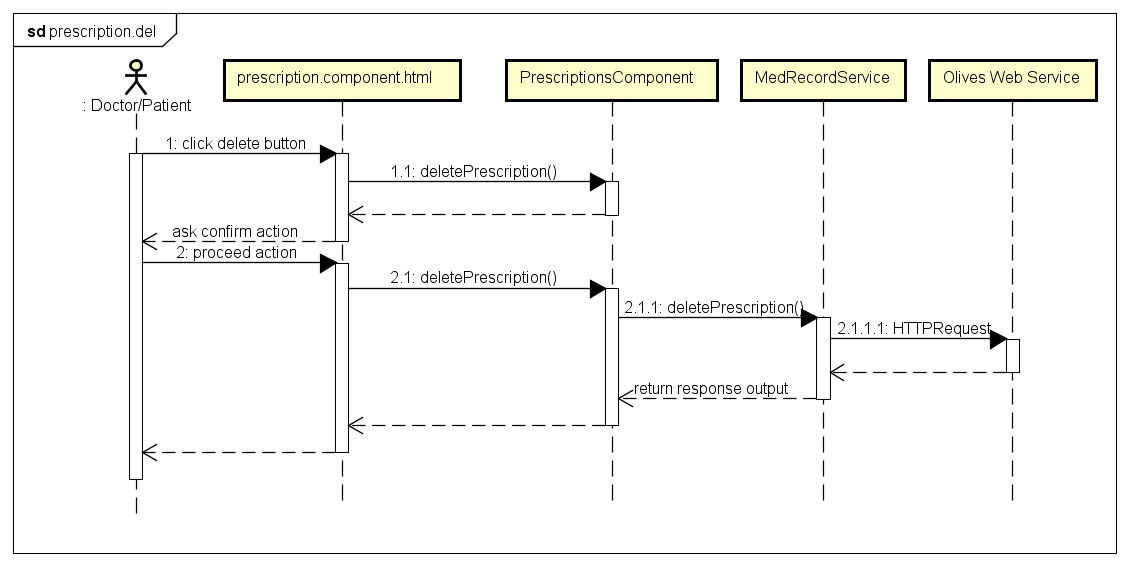 sd prescription.del
: Doctor/Patient
prescription.component.html
PrescriptionsComponent
MedRecordService
Olives Web Service
1: click delete button
1.1: deletePrescription()
ask confirm action
2: proceed action
2.1: deletePrescription()
2.1.1: deletePrescription()
2.1.1.1: HTTPRequest
return response output